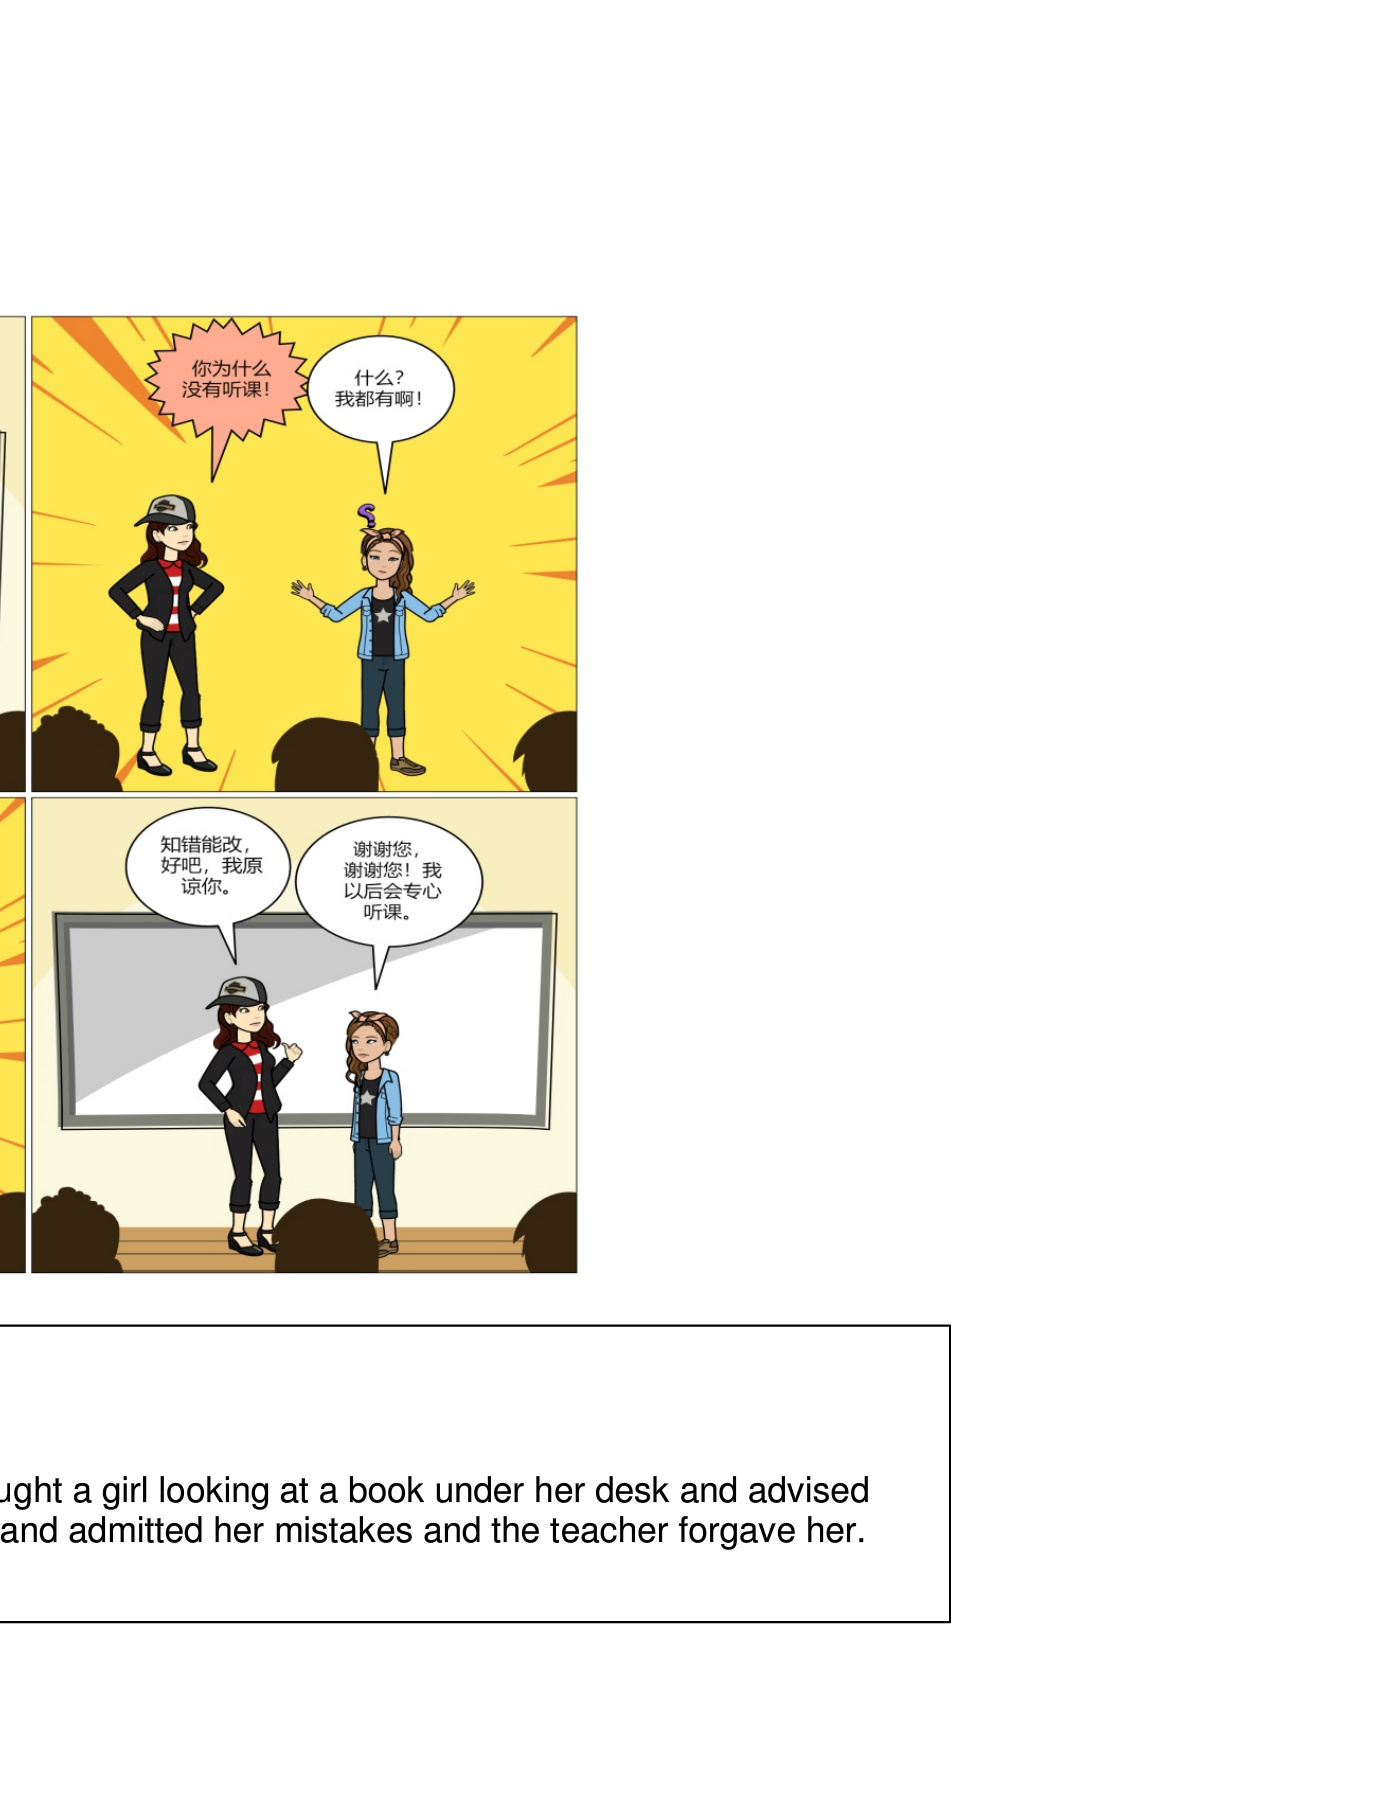 你为什么
没有听课！
什么？
我都有啊！
知错能改，
好吧，我原
谅你。
谢谢您，
谢谢您！我
以后会专心
听课。
ught a girl looking at a book under her desk and advised
and admitted her mistakes and the teacher forgave her.